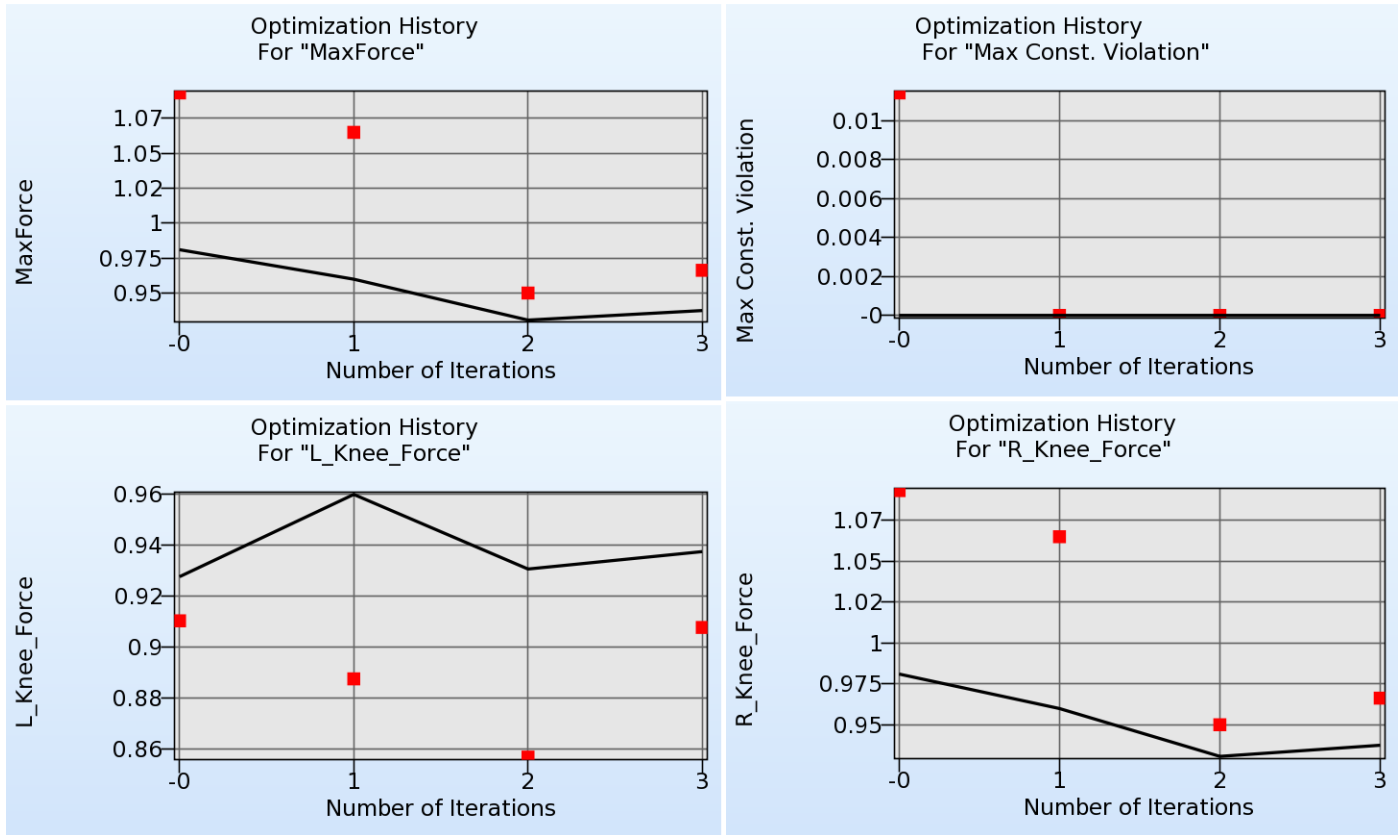 Optimization History
For "MaxForce"
MaxForce
1.07
1.05
1.02
1
0.975
0.95
-0 1 2 3
Number of Iterations
Optimization History
For "Max Const. Violation"
Max Const. Violation
0.01
0.008
0.006
0.004
0.002
-0
-0 1 2 3
Number of Iterations
Optimization History
For "L_Knee_Force"
L_Knee_Force
0.96
0.94
0.92
0.9
0.88
0.86
-0 1 2 3
Number of Iterations
Optimization History
For "R_Knee_Force"
R_Knee_Force
1.07
1.05
1.02
1
0.975
0.95
-0 1 2 3
Number of Iterations